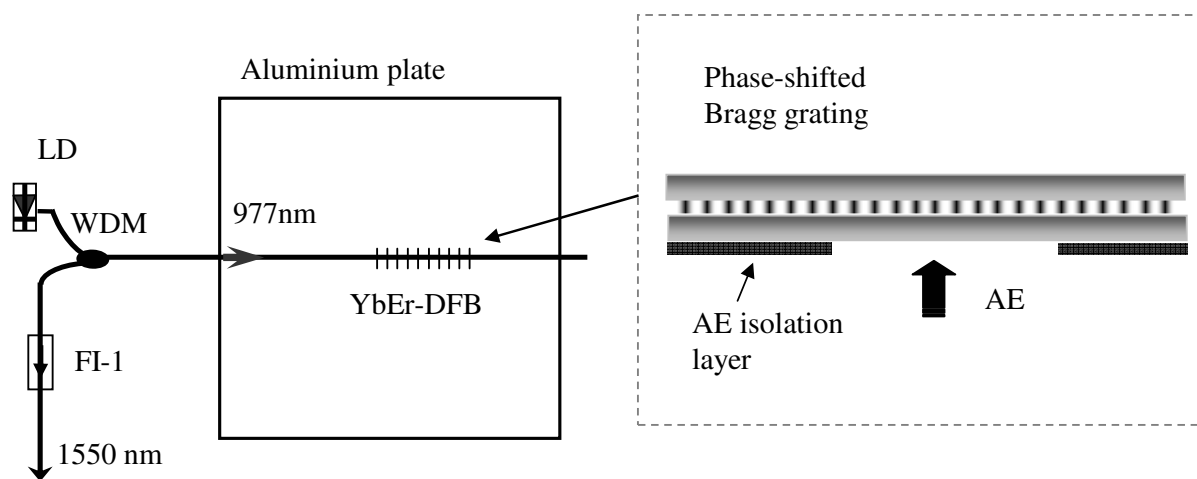 Aluminium plate
LD
WDM
977nm
YbEr-DFB
FI-1
1550 nm
Phase-shifted
Bragg grating
AE isolation
layer
AE